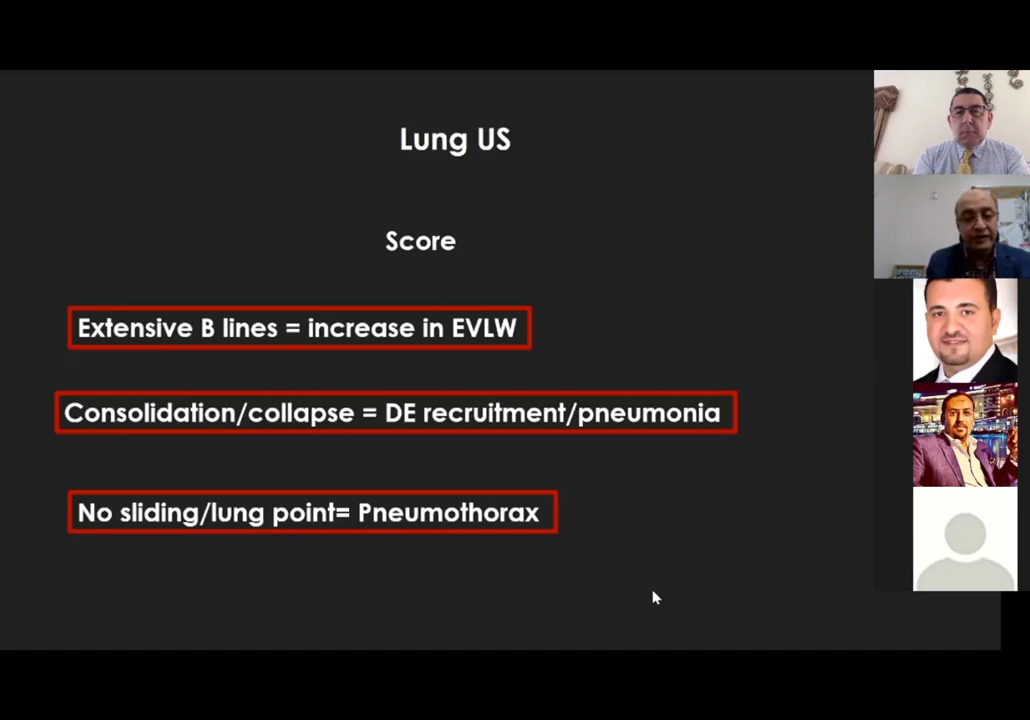 Lung US
Score
Extensive B lines = increase in EVLW
Consolidation/collapse = DE recruitment/pneumonia
No sliding/lung point= Pneumothorax